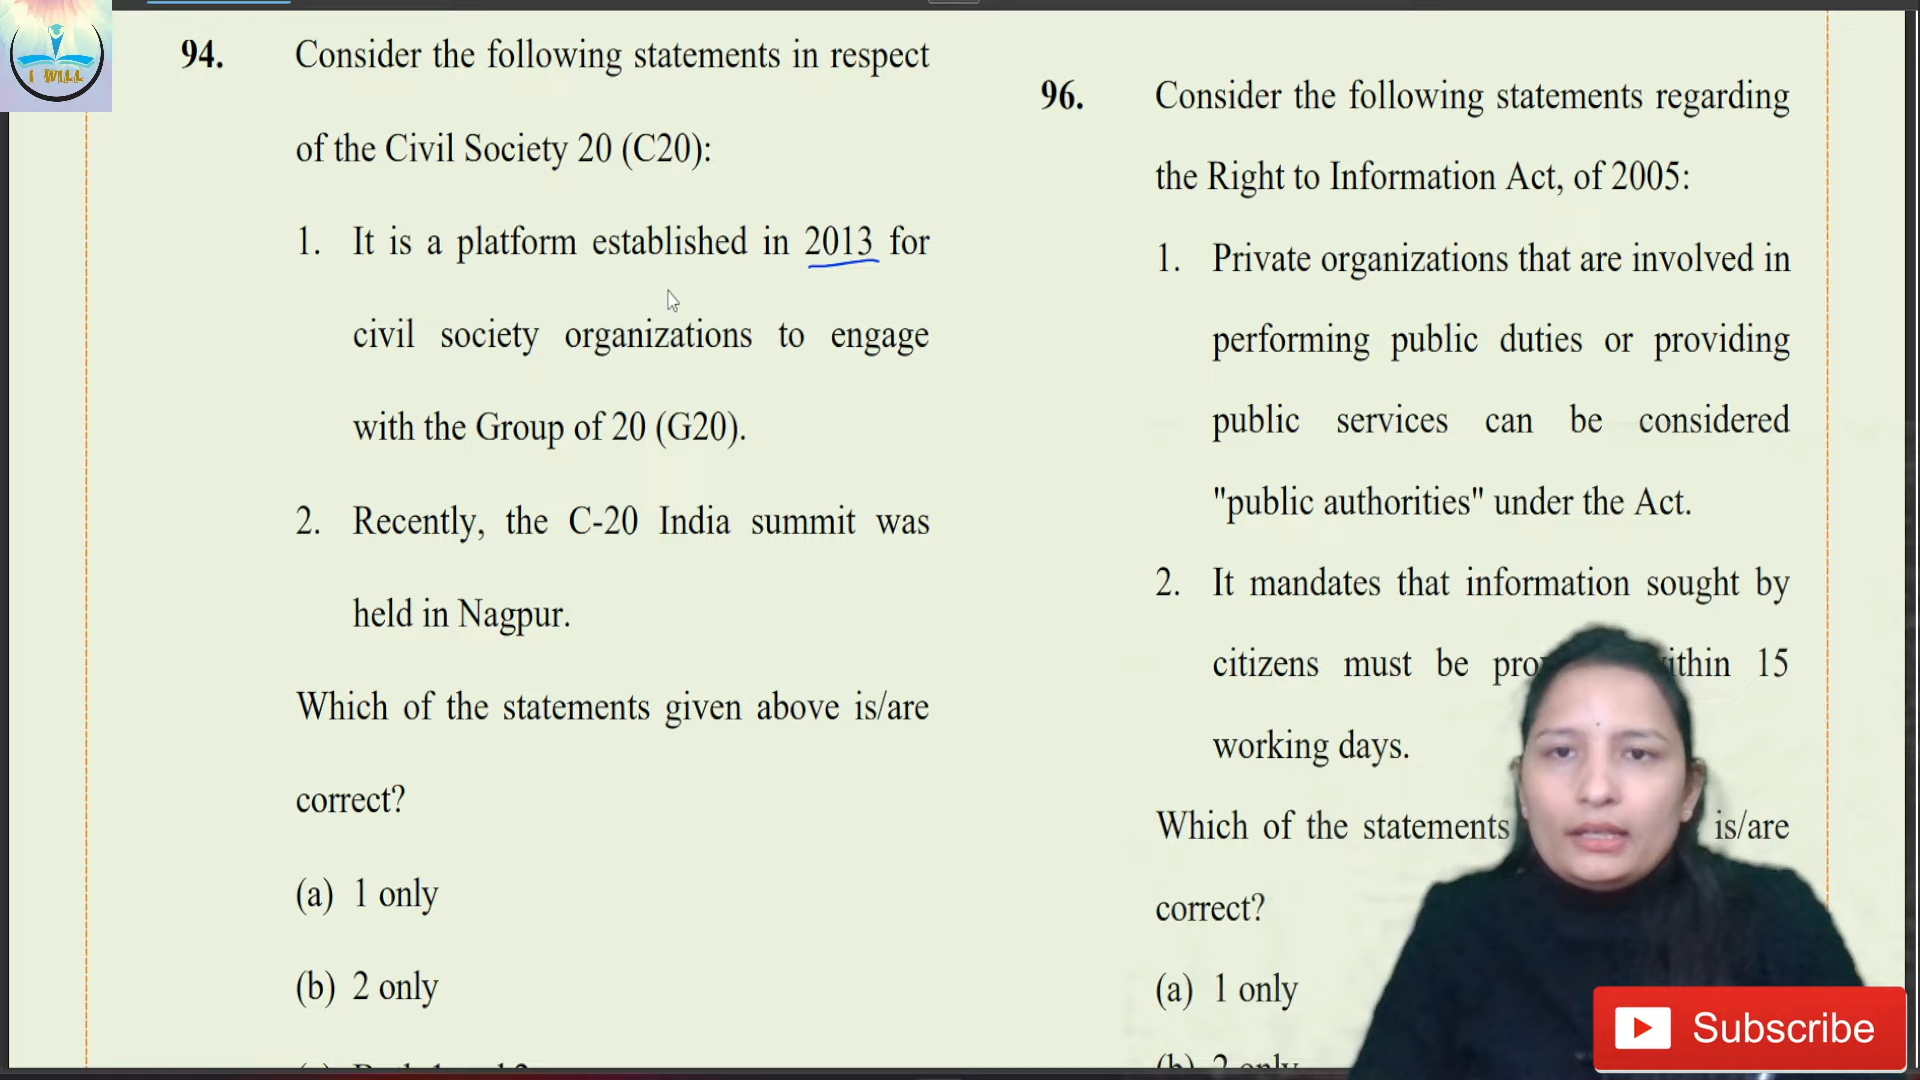 I WILL
94. Consider the following statements in respect
of the Civil Society 20 (C20):
1. It is a platform established in 2013 for
civil society organizations to engage
with the Group of 20 (G20).
2. Recently, the C-20 India summit was
held in Nagpur.
Which of the statements given above is/are
correct?
(a) 1 only
(b) 2 only
96. Consider the following statements regarding
the Right to Information Act, of 2005:
1. Private organizations that are involved in
performing public duties or providing
public services can be considered
"public authorities" under the Act.
2. It mandates that information sought by
citizens must be 15
working days.
Which of the statements is/are
correct?
(a) 1 only
(b) 2 only
Subscribe